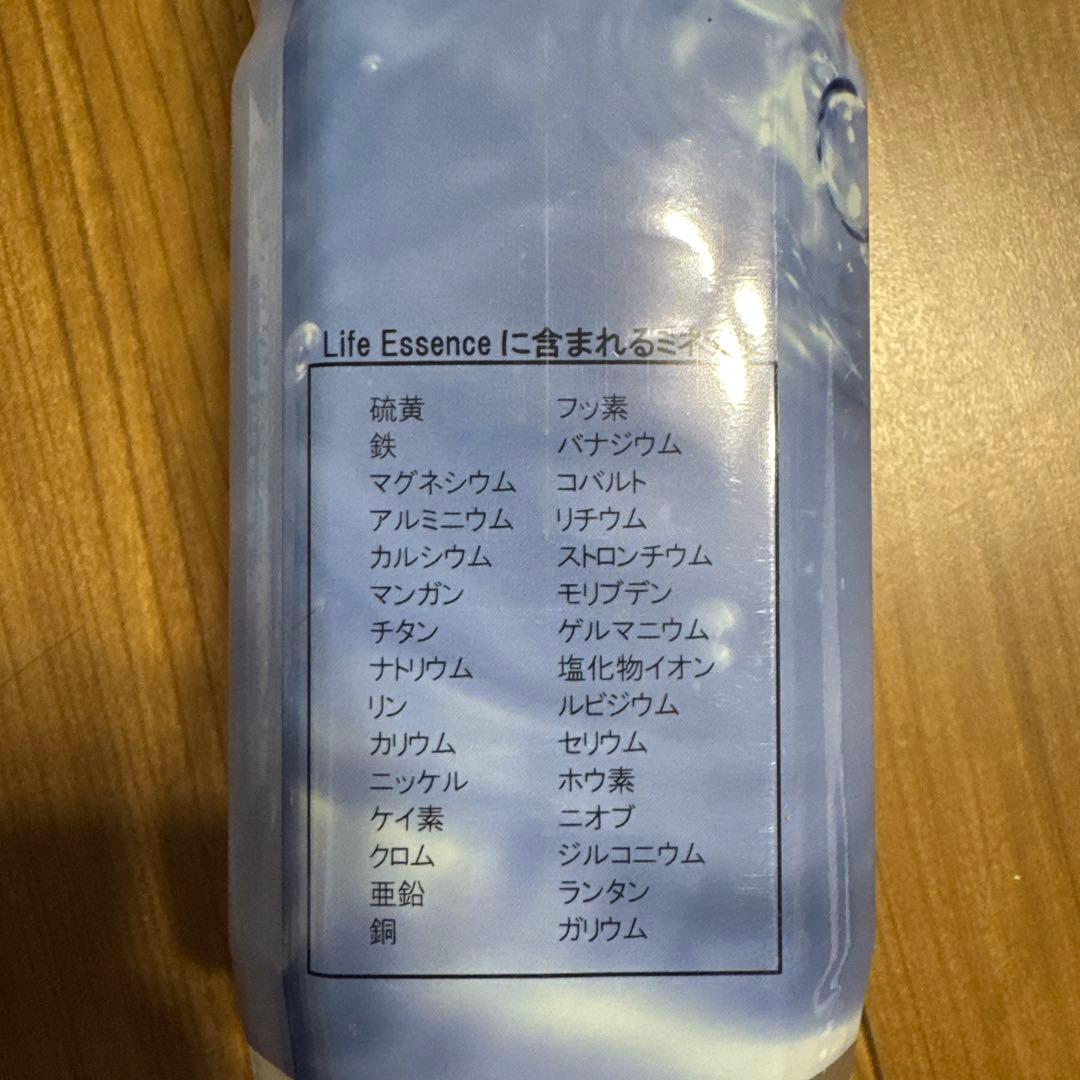 Life Essence に含まれるミネラル
硫黄
鉄
マグネシウム
アルミニウム
カルシウム
マンガン
チタン
ナトリウム
リン
カリウム
ニッケル
ケイ素
クロム
亜鉛
銅
フッ素
バナジウム
コバルト
リチウム
ストロンチウム
モリブデン
ゲルマニウム
塩化物イオン
ルビジウム
セリウム
ホウ素
ニオブ
ジルコニウム
ランタン
ガリウム